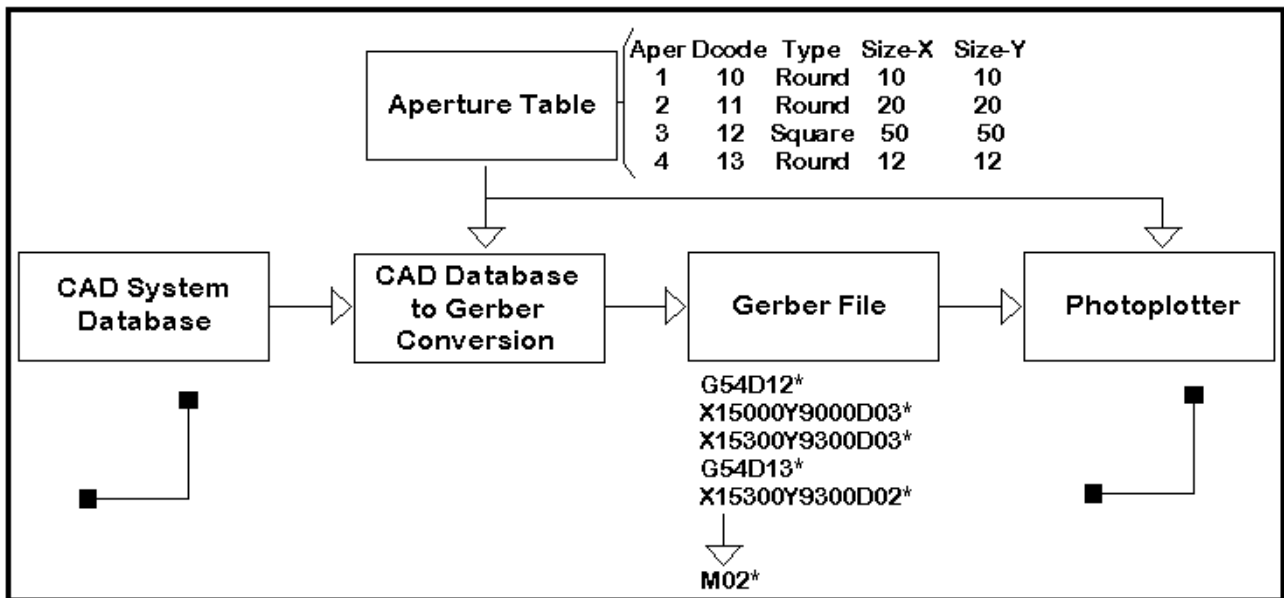 Aper Dcode Type Size-X Size-Y
1 10 Round 10 10
Aperture Table
2 11 Round 20 20
3 12 Square 50 50
4 13 Round 12 12
CAD System
Database
CAD Database
to Gerber
Conversion
Gerber File
Photoplotter
G54D12*
X15000Y9000D03*
X15300Y9300D03*
G54D13*
X15300Y9300D02*
M02*